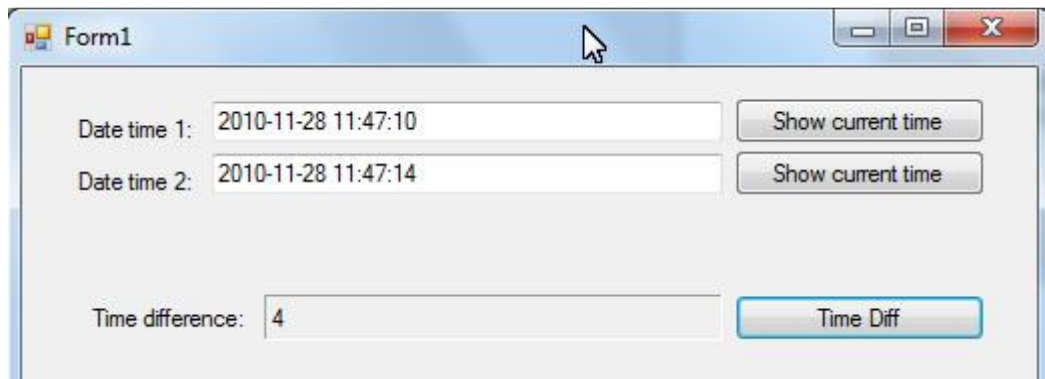 Form1
Date time 1: 2010-11-28 11:47:10 Show current time
Date time 2: 2010-11-28 11:47:14 Show current time
Time difference: 4 Time Diff